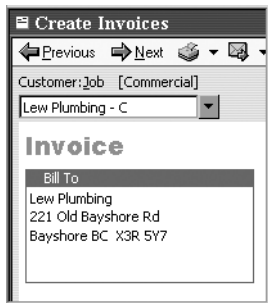 Create Invoices
Previous Next
Customer:Job [Commercial]
Lew Plumbing - C
Invoice
Bill To
Lew Plumbing
221 Old Bayshore Rd
Bayshore BC X3R 5Y7